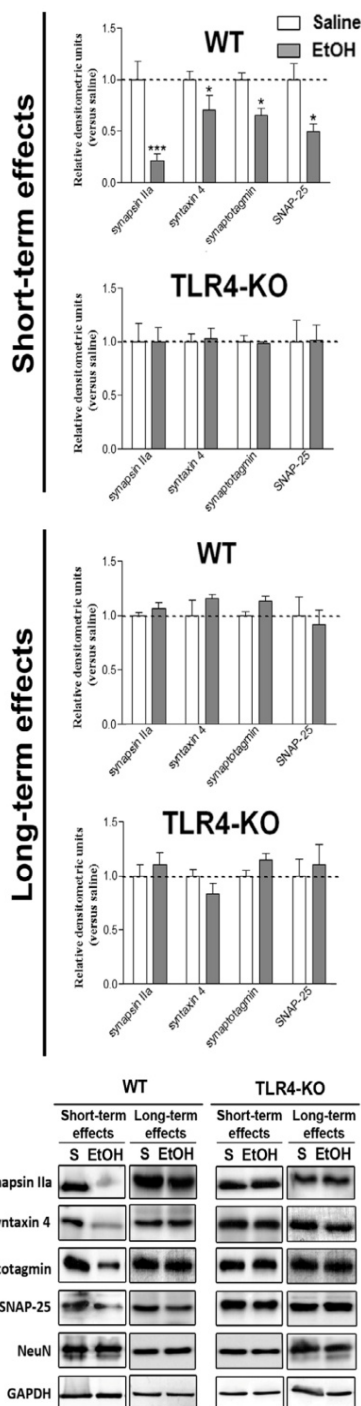 Short-term effects
WT
Saline
EtOH
Relative densitometric units
(versus saline)
1.5
1.0
0.5
0.0
***
*
*
*
synapsin IIa
syntaxin 4
synaptotagmin
SNAP-25
TLR4-KO
Relative densitometric units
(versus saline)
1.5
1.0
0.5
0.0
synapsin IIa
syntaxin 4
synaptotagmin
SNAP-25
Long-term effects
WT
Relative densitometric units
(versus saline)
1.5
1.0
0.5
0.0
synapsin IIa
syntaxin 4
synaptotagmin
SNAP-25
TLR4-KO
Relative densitometric units
(versus saline)
1.5
1.0
0.5
0.0
synapsin IIa
syntaxin 4
synaptotagmin
SNAP-25
WT TLR4-KO
Short-term Long-term Short-term Long-term
effects effects effects effects
S EtOH S EtOH S EtOH S EtOH
napsin IIa
ntaxin 4
otagmin
SNAP-25
NeuN
GAPDH